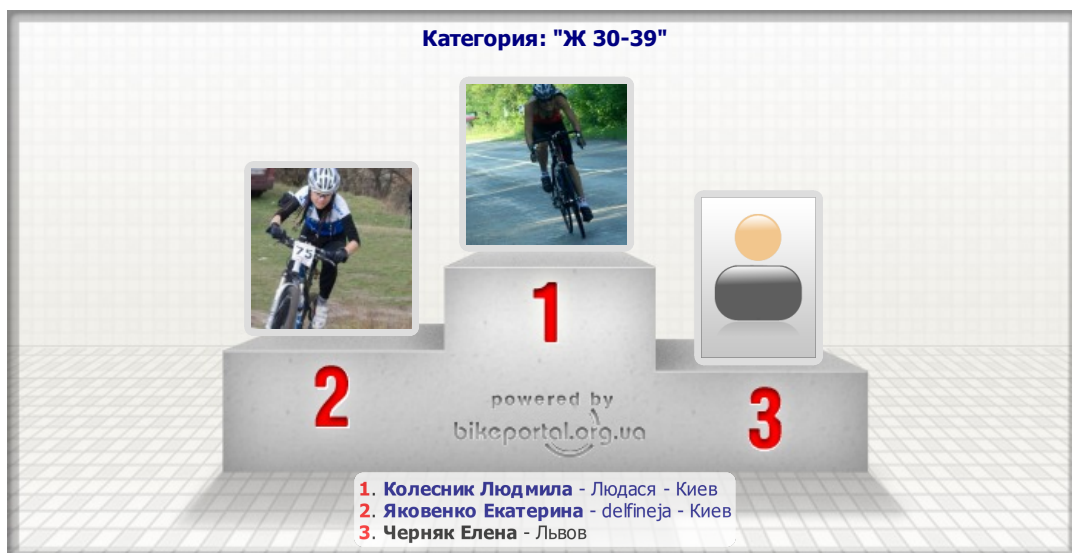 Категория: "Ж 30-39"
75
1
2
3
powered by
bikeportal.org.ua
1. Колесник Людмила - Людася - Киев
2. Яковенко Екатерина - delfineja - Киев
3. Черняк Елена - Львов